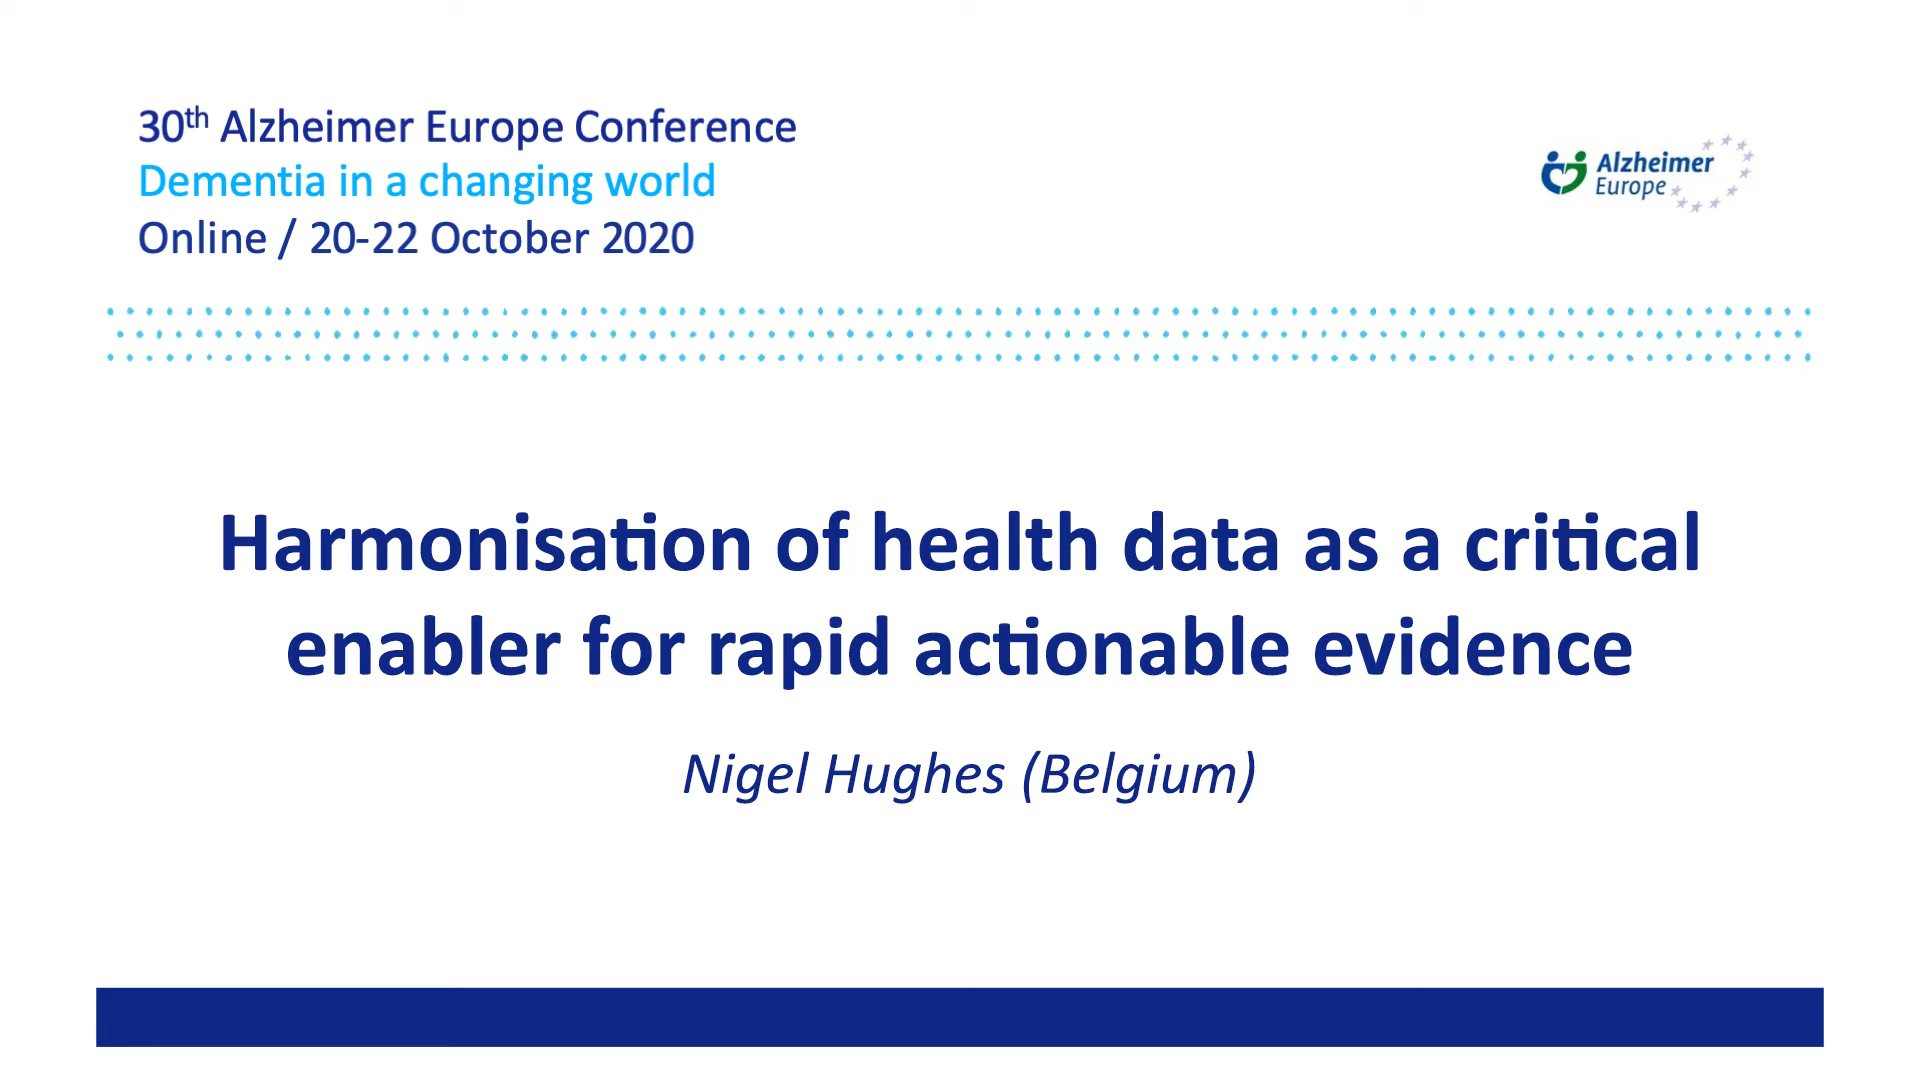 30th Alzheimer Europe Conference
Dementia in a changing world
Online / 20-22 October 2020
Alzheimer
Europe
Harmonisation of health data as a critical
enabler for rapid actionable evidence
Nigel Hughes (Belgium)